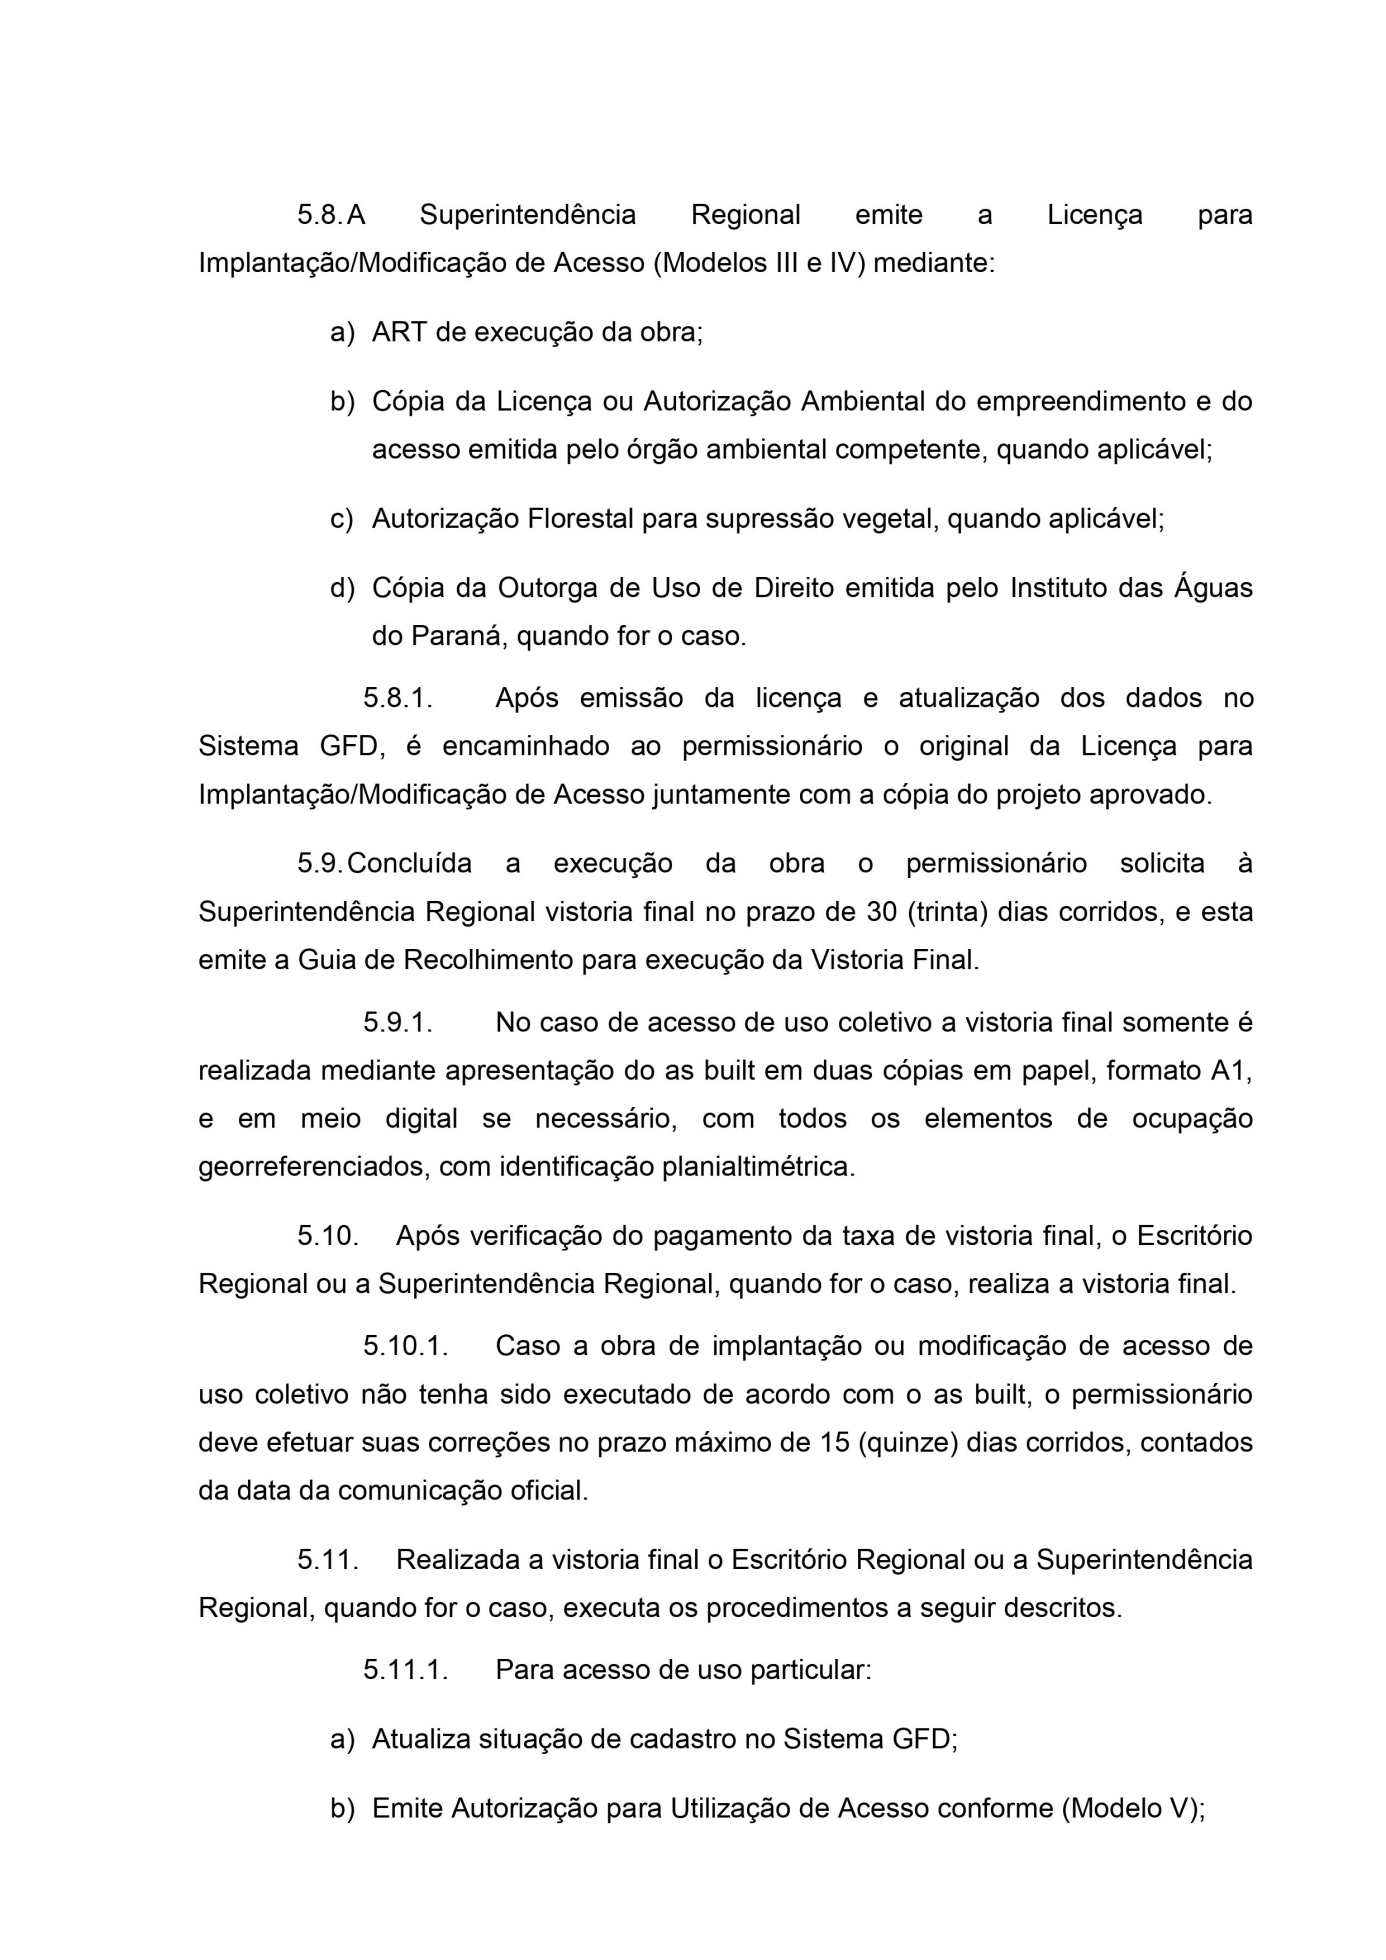 5.8. A Superintendência Regional emite a Licença para
Implantação/Modificação de Acesso (Modelos III e IV) mediante:
a) ART de execução da obra;
b) Cópia da Licença ou Autorização Ambiental do empreendimento e do
acesso emitida pelo órgão ambiental competente, quando aplicável;
c) Autorização Florestal para supressão vegetal, quando aplicável;
d) Cópia da Outorga de Uso de Direito emitida pelo Instituto das Águas
do Paraná, quando for o caso.
5.8.1. Após emissão da licença e atualização dos dados no
Sistema GFD, é encaminhado ao permissionário o original da Licença para
Implantação/Modificação de Acesso juntamente com a cópia do projeto aprovado.
5.9. Concluída a execução da obra o permissionário solicita à
Superintendência Regional vistoria final no prazo de 30 (trinta) dias corridos, e esta
emite a Guia de Recolhimento para execução da Vistoria Final.
5.9.1. No caso de acesso de uso coletivo a vistoria final somente é
realizada mediante apresentação do as built em duas cópias em papel, formato A1,
e em meio digital se necessário, com todos os elementos de ocupação
georreferenciados, com identificação planialtimétrica.
5.10. Após verificação do pagamento da taxa de vistoria final, o Escritório
Regional ou a Superintendência Regional, quando for o caso, realiza a vistoria final.
5.10.1. Caso a obra de implantação ou modificação de acesso de
uso coletivo não tenha sido executado de acordo com o as built, o permissionário
deve efetuar suas correções no prazo máximo de 15 (quinze) dias corridos, contados
da data da comunicação oficial.
5.11. Realizada a vistoria final o Escritório Regional ou a Superintendência
Regional, quando for o caso, executa os procedimentos a seguir descritos.
5.11.1. Para acesso de uso particular:
a) Atualiza situação de cadastro no Sistema GFD;
b) Emite Autorização para Utilização de Acesso conforme (Modelo V);